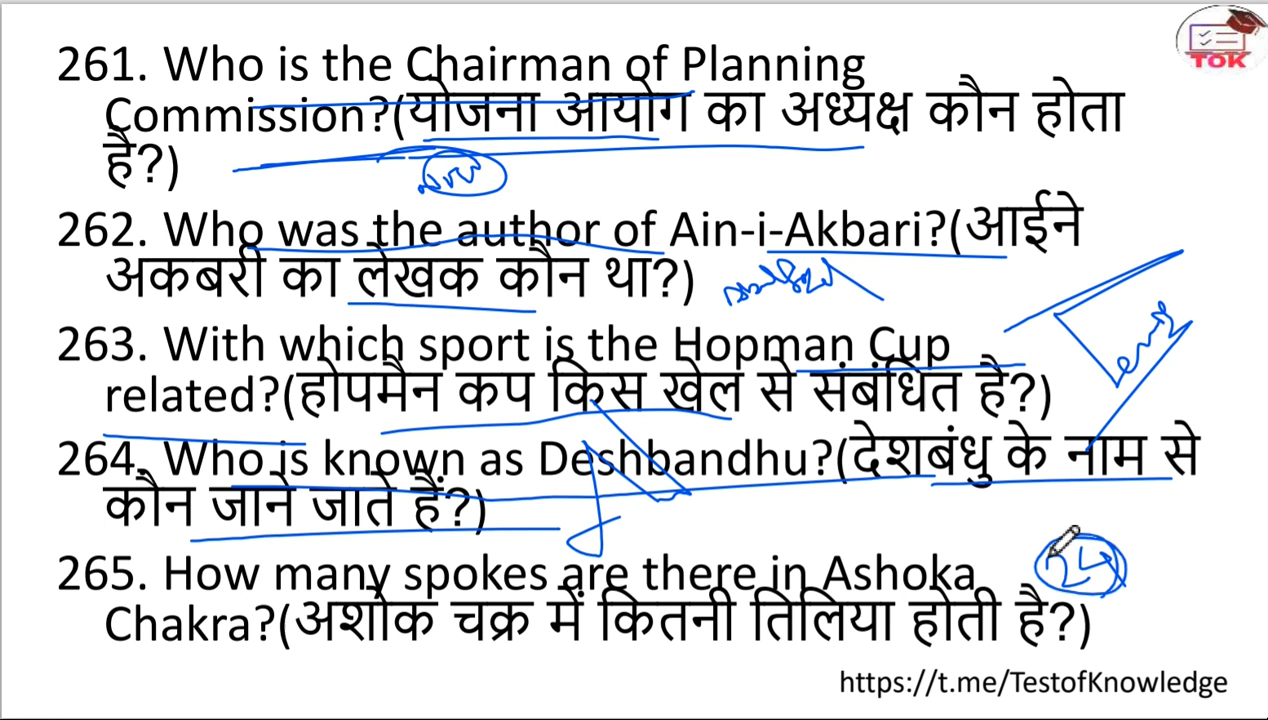 TOK
261. Who is the Chairman of Planning
Commission?(योजना आयोग का अध्यक्ष कौन होता
है?)
262. Who was the author of Ain-i-Akbari?(आईने
अकबरी का लेखक कौन था?)
263. With which sport is the Hopman Cup
related?(होपमैन कप किस खेल से संबंधित है?)
264. Who is known as Deshbandhu?(देशबंधु के नाम से
कौन जाने जाते हैं?)
265. How many spokes are there in Ashoka
24
Chakra?(अशोक चक्र में कितनी तिलिया होती है?)
https://t.me/TestofKnowledge